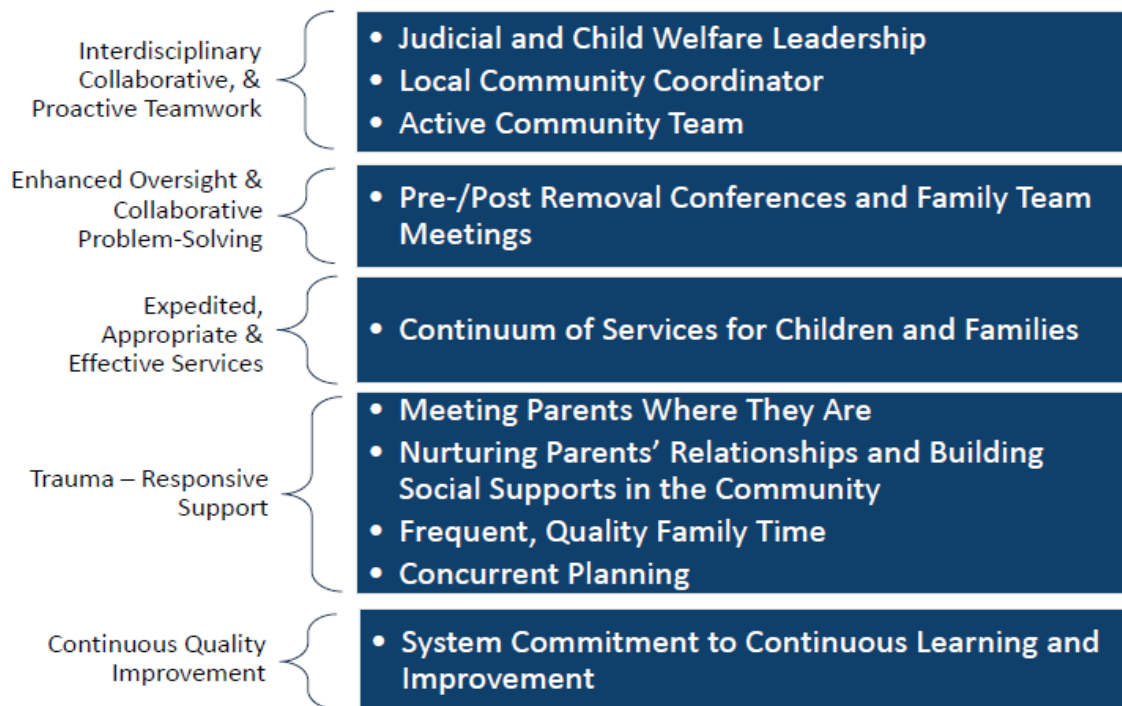 Interdisciplinary
Collaborative, &
Proactive Teamwork
• Judicial and Child Welfare Leadership
• Local Community Coordinator
• Active Community Team
Enhanced Oversight &
Collaborative
Problem-Solving
• Pre-/Post Removal Conferences and Family Team
Meetings
Expedited,
Appropriate &
Effective Services
• Continuum of Services for Children and Families
Trauma – Responsive
Support
• Meeting Parents Where They Are
• Nurturing Parents’ Relationships and Building
Social Supports in the Community
• Frequent, Quality Family Time
• Concurrent Planning
Continuous Quality
Improvement
• System Commitment to Continuous Learning and
Improvement